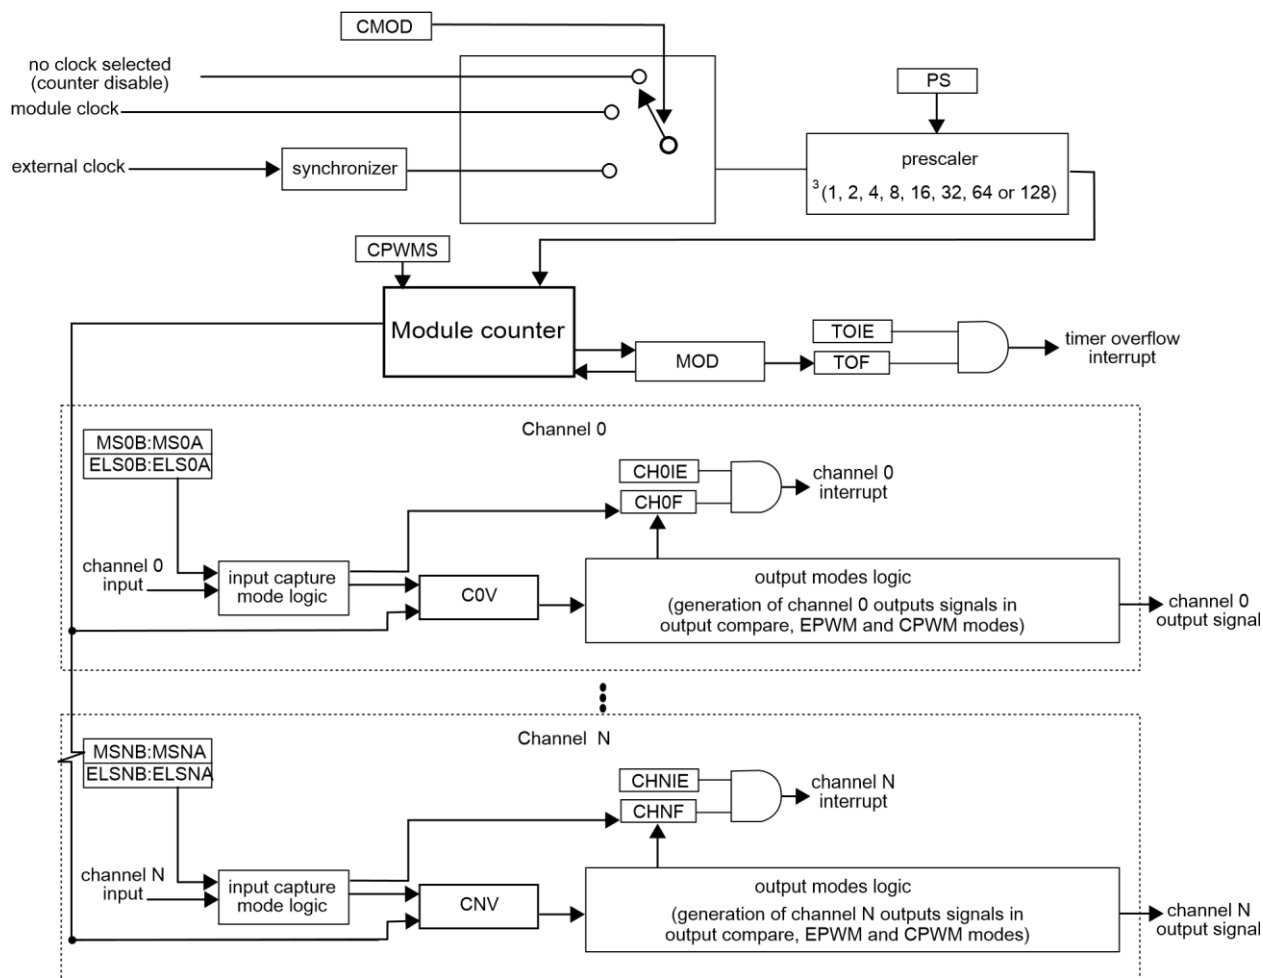 CMOD
no clock selected
(counter disable)
module clock
external clock
synchronizer
PS
prescaler
3 (1, 2, 4, 8, 16, 32, 64 or 128)
CPWMS
Module counter
MOD
TOIE
TOF
timer overflow
interrupt
Channel 0
MS0B:MS0A
ELS0B:ELS0A
CH0IE
CH0F
channel 0
interrupt
channel 0
input
input capture
mode logic
C0V
output modes logic
(generation of channel 0 outputs signals in
output compare, EPWM and CPWM modes)
channel 0
output signal
Channel N
MSNB:MSNA
ELSNB:ELSNA
CHNIE
CHNF
channel N
interrupt
channel N
input
input capture
mode logic
CNV
output modes logic
(generation of channel N outputs signals in
output compare, EPWM and CPWM modes)
channel N
output signal